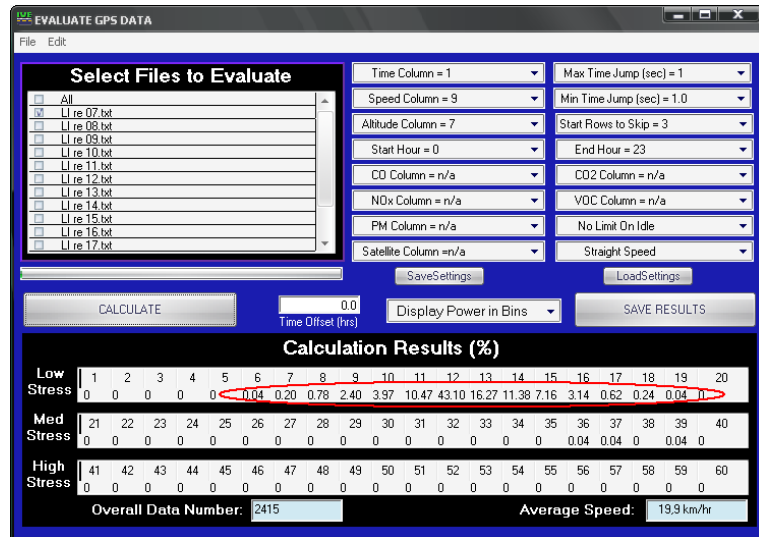 IVE EVALUATE GPS DATA
File Edit
Select Files to Evaluate
All
LI re 07.txt
LI re 08.txt
LI re 09.txt
LI re 10.txt
LI re 11.txt
LI re 12.txt
LI re 13.txt
LI re 14.txt
LI re 15.txt
LI re 16.txt
LI re 17.txt
Time Column = 1 Max Time Jump (sec) = 1
Speed Column = 9 Min Time Jump (sec) = 1.0
Altitude Column = 7 Start Rows to Skip = 3
Start Hour = 0 End Hour = 23
CO Column = n/a CO2 Column = n/a
NOx Column = n/a VOC Column = n/a
PM Column = n/a No Limit On Idle
Satellite Column =n/a Straight Speed
SaveSettings LoadSettings
CALCULATE 0.0 Display Power in Bins SAVE RESULTS
Time Offset (hrs)
Calculation Results (%)
Low Stress 1 2 3 4 5 6 7 8 9 10 11 12 13 14 15 16 17 18 19 20
0 0 0 0 0 0.04 0.20 0.78 2.40 3.97 10.47 43.10 16.27 11.38 7.16 3.14 0.62 0.24 0.04 0
Med Stress 21 22 23 24 25 26 27 28 29 30 31 32 33 34 35 36 37 38 39 40
0 0 0 0 0 0 0 0 0 0 0 0 0 0 0 0.04 0.04 0 0.04 0
High Stress 41 42 43 44 45 46 47 48 49 50 51 52 53 54 55 56 57 58 59 60
0 0 0 0 0 0 0 0 0 0 0 0 0 0 0 0 0 0 0 0
Overall Data Number: 2415 Average Speed: 19,9 km/hr